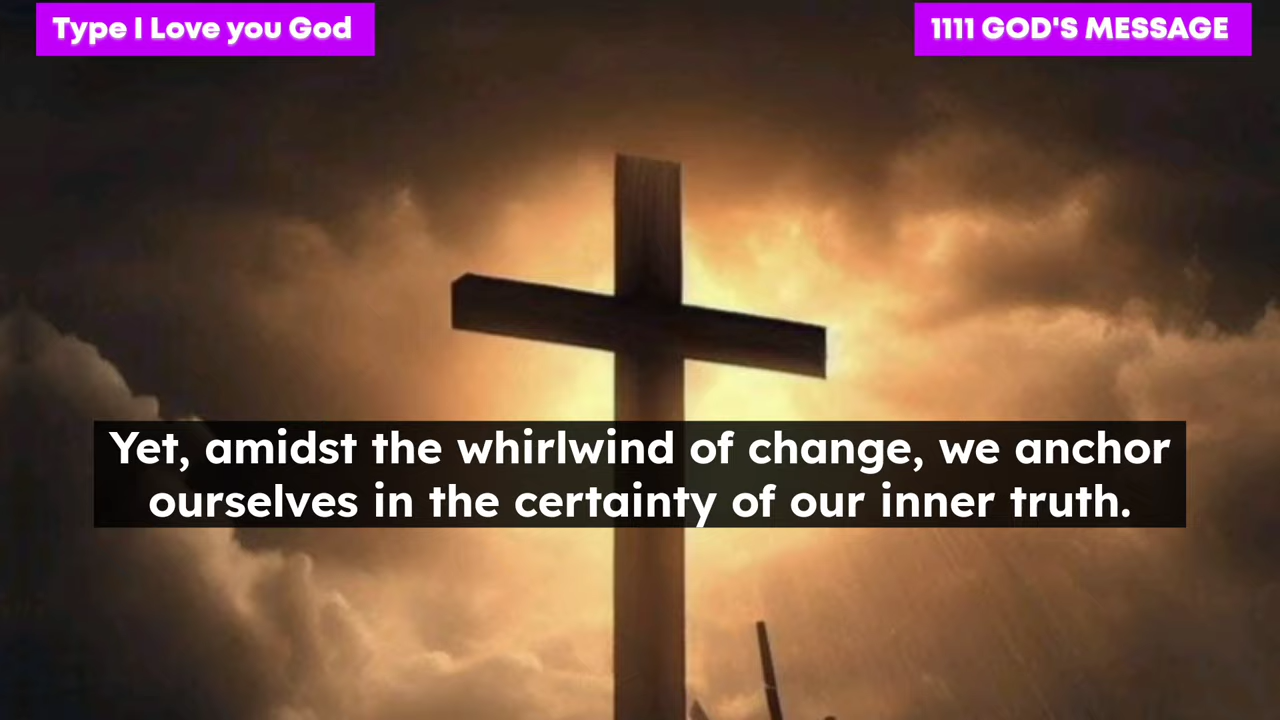 Type I Love you God
1111 GOD'S MESSAGE
Yet, amidst the whirlwind of change, we anchor
ourselves in the certainty of our inner truth.